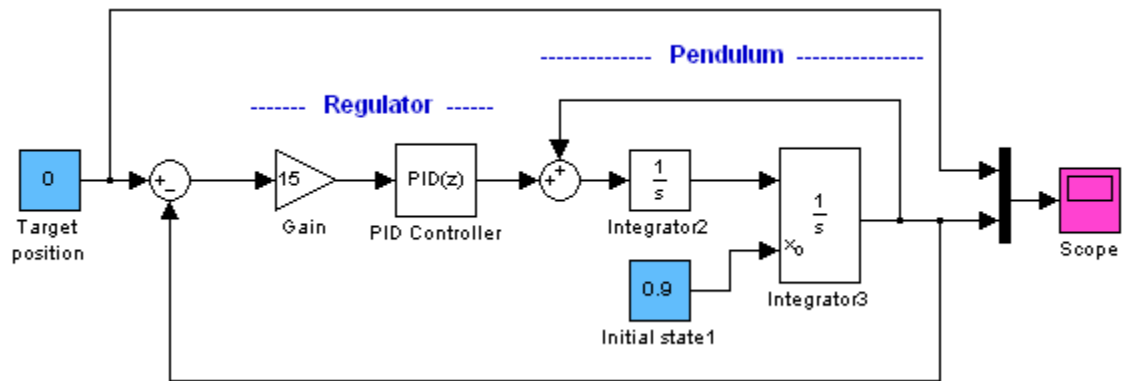 ------------- Pendulum ----------------
------- Regulator ------
0
Target
position
+
−
15
Gain
PID(z)
PID Controller
+
+
1
s
Integrator2
0.9
Initial state1
1
s
x₀
Integrator3
Scope